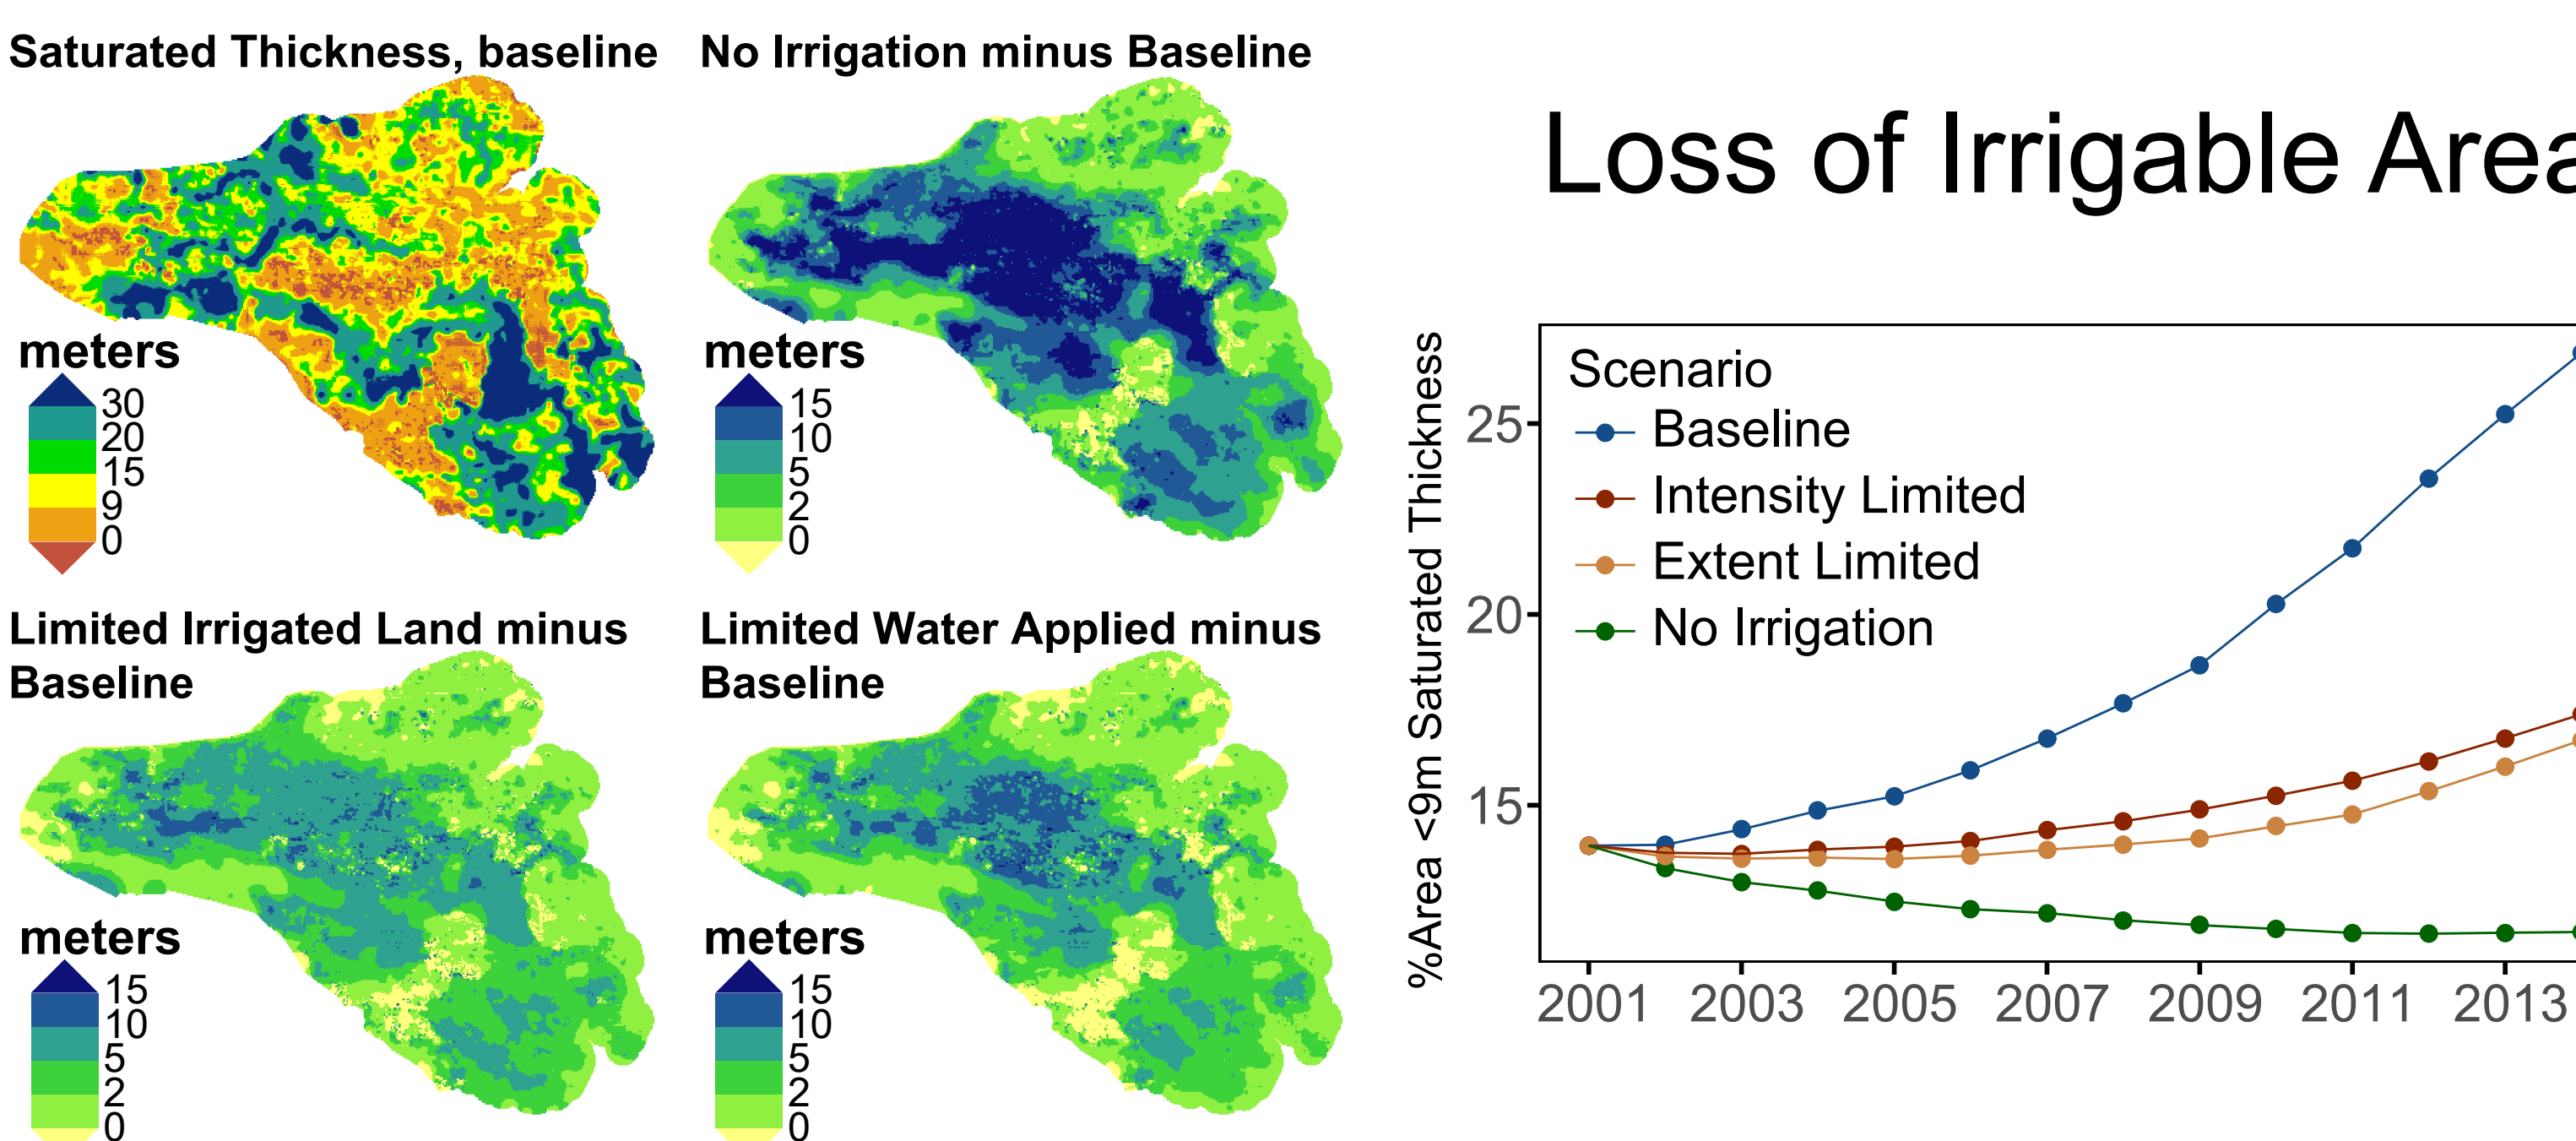 Saturated Thickness, baseline
meters
30
20
15
9
0
No Irrigation minus Baseline
meters
15
10
5
2
0
Limited Irrigated Land minus
Baseline
meters
15
10
5
2
0
Limited Water Applied minus
Baseline
meters
15
10
5
2
0
Loss of Irrigable Area
%Area <9m Saturated Thickness
25
20
15
Scenario
Baseline
Intensity Limited
Extent Limited
No Irrigation
2001 2003 2005 2007 2009 2011 2013